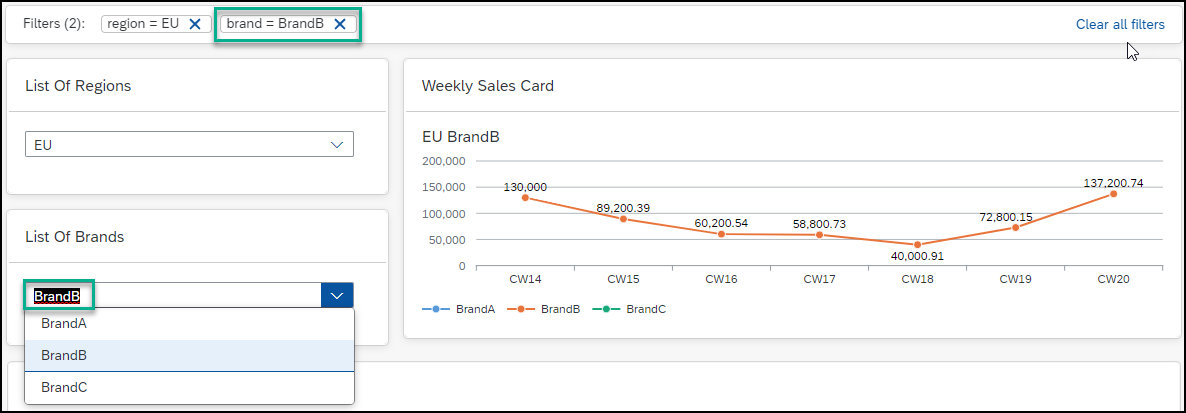 Filters (2): region = EU brand = BrandB Clear all filters
List Of Regions
EU
List Of Brands
BrandB
BrandA
BrandB
BrandC
Weekly Sales Card
EU BrandB
200,000
150,000
100,000
50,000
0
130,000
89,200.39
60,200.54
58,800.73
40,000.91
72,800.15
137,200.74
CW14 CW15 CW16 CW17 CW18 CW19 CW20
BrandA BrandB BrandC